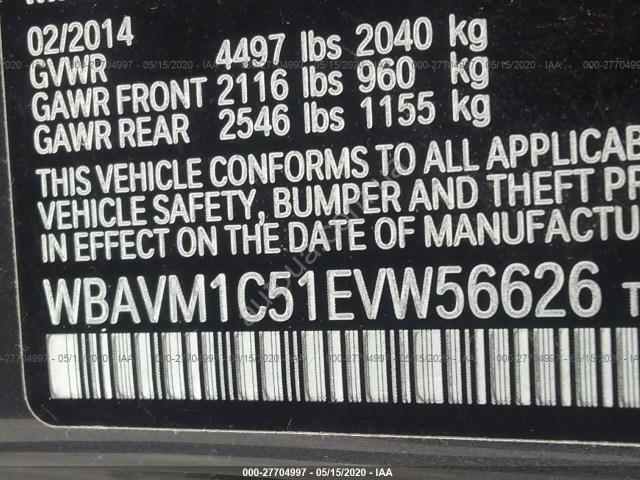 02/2014
GVWR 4497 lbs 2040 kg
GAWR FRONT 2116 lbs 960 kg
GAWR REAR 2546 lbs 1155 kg
THIS VEHICLE CONFORMS TO ALL APPLICAB
VEHICLE SAFETY, BUMPER AND THEFT PR
IN EFFECT ON THE DATE OF MANUFACTU
WBAVM1C51EVW56626
000-27704997 - 05/15/2020 - IAA